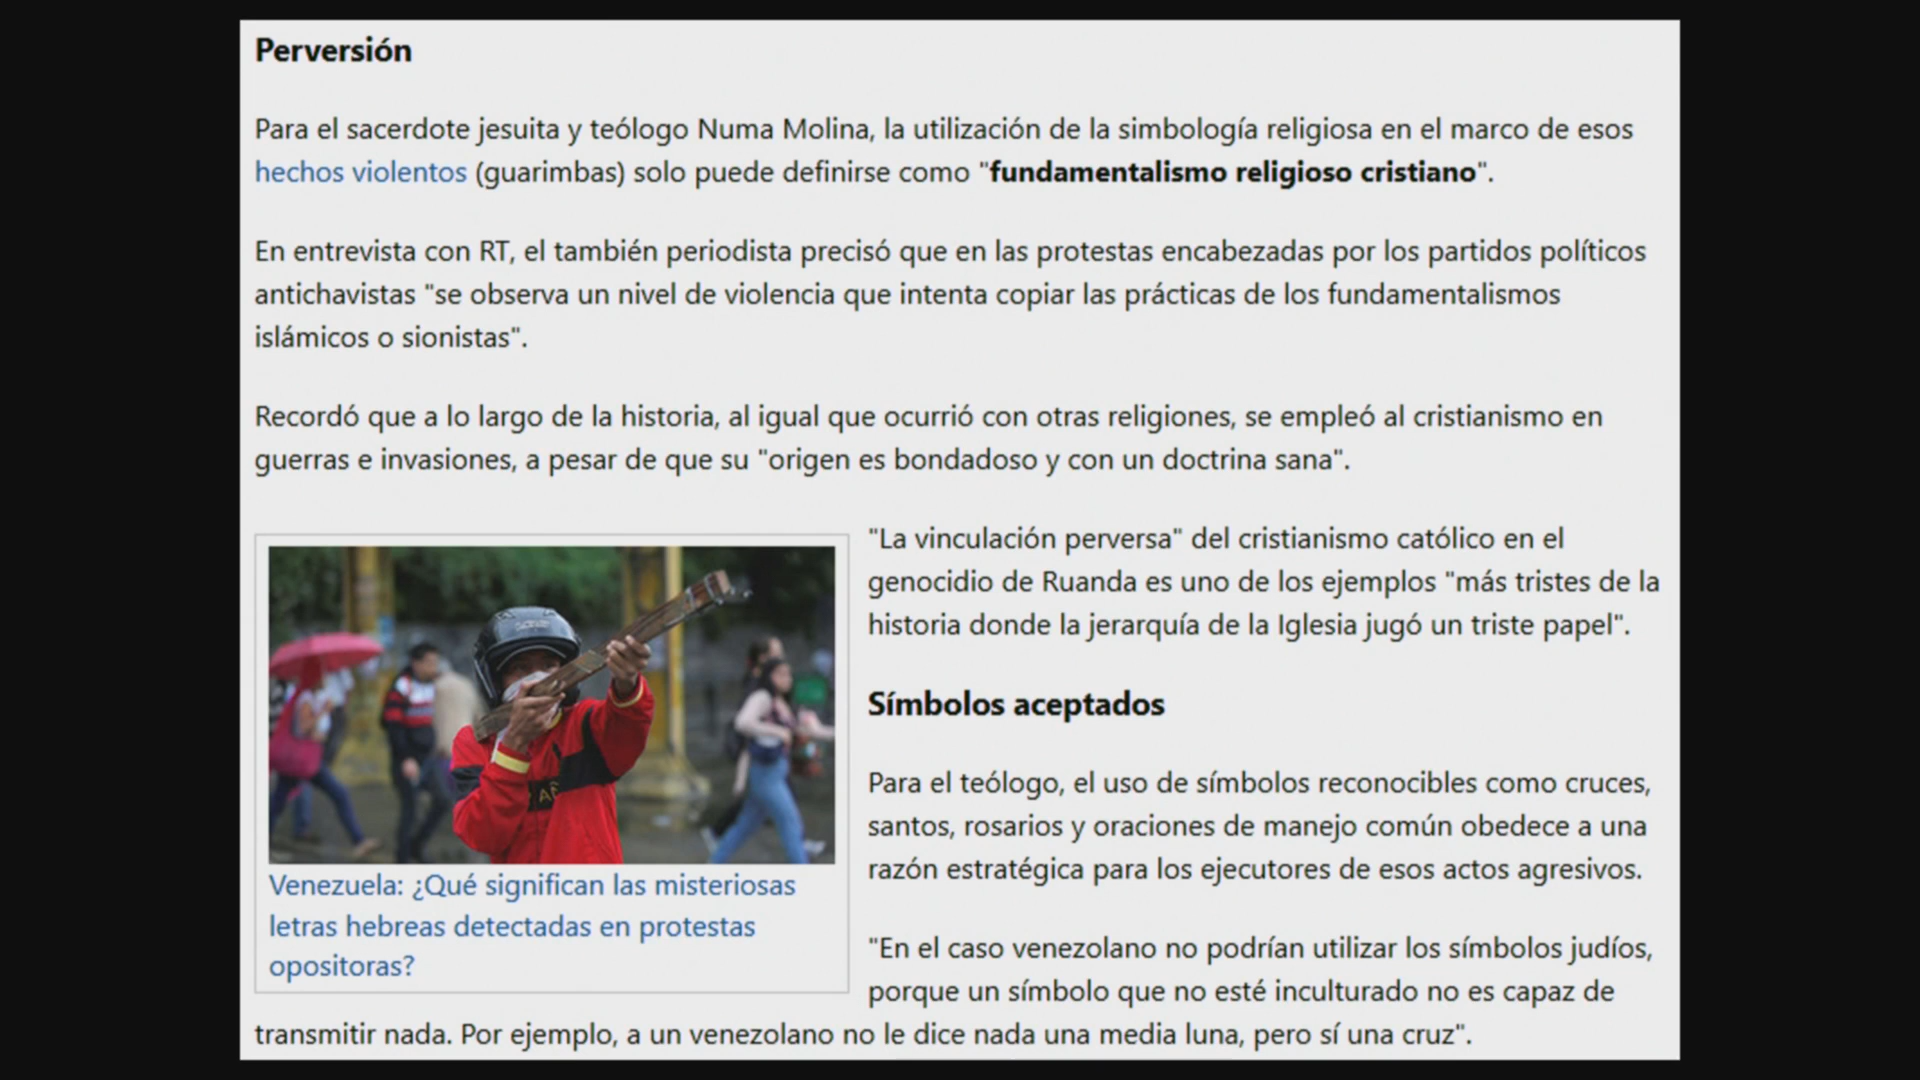 Perversión
Para el sacerdote jesuita y teólogo Numa Molina, la utilización de la simbología religiosa en el marco de esos
hechos violentos (guarimbas) solo puede definirse como "fundamentalismo religioso cristiano".
En entrevista con RT, el también periodista precisó que en las protestas encabezadas por los partidos políticos
antichavistas "se observa un nivel de violencia que intenta copiar las prácticas de los fundamentalismos
islámicos o sionistas".
Recordó que a lo largo de la historia, al igual que ocurrió con otras religiones, se empleó al cristianismo en
guerras e invasiones, a pesar de que su "origen es bondadoso y con un doctrina sana".
"La vinculación perversa" del cristianismo católico en el
genocidio de Ruanda es uno de los ejemplos "más tristes de la
historia donde la jerarquía de la Iglesia jugó un triste papel".
Venezuela: ¿Qué significan las misteriosas
letras hebreas detectadas en protestas
opositoras?
Símbolos aceptados
Para el teólogo, el uso de símbolos reconocibles como cruces,
santos, rosarios y oraciones de manejo común obedece a una
razón estratégica para los ejecutores de esos actos agresivos.
"En el caso venezolano no podrían utilizar los símbolos judíos,
porque un símbolo que no esté inculturado no es capaz de
transmitir nada. Por ejemplo, a un venezolano no le dice nada una media luna, pero sí una cruz".